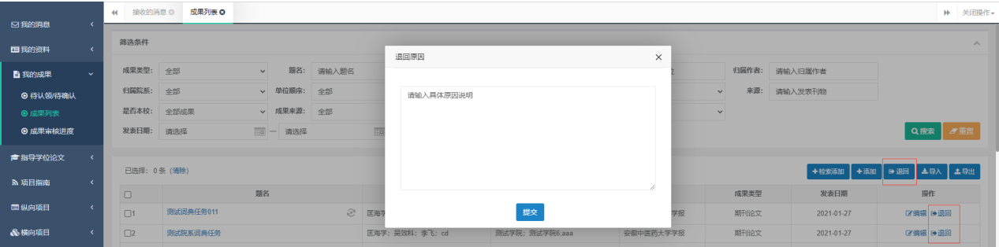 接收的消息 成果列表 关闭操作
我的消息
我的资料
我的成果
待认领/待确认
成果列表
成果审核进度
指导学位论文
项目指南
纵向项目
横向项目
筛选条件
成果类型: 全部 题名: 请输入题名 归属作者: 请输入归属作者
归属院系: 全部 单位顺序: 全部 来源: 请输入发表刊物
是否本校: 全部成果 成果来源: 全部
发表日期: 请选择 — 请选择
搜索 重置
退回原因
请输入具体原因说明
提交
已选择: 0 条 (清除) 检索添加 添加 退回 导入 导出
题名 成果类型 发表日期 操作
1 测试词典任务011 匡海学 学报 期刊论文 2021-01-27 编辑 退回
2 测试院系词典任务 匡海学; 吴效科; 李飞; cd 测试学院; 测试学院6;aaa 安徽中医药大学学报 期刊论文 2021-01-27 编辑 退回